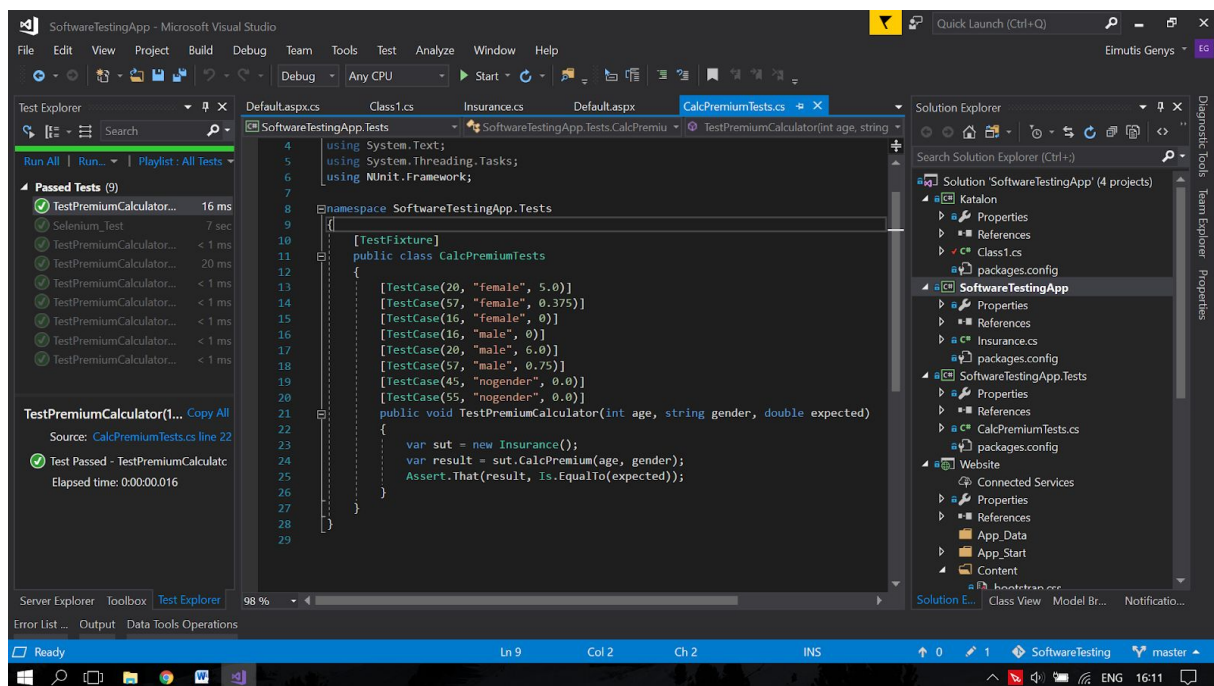 SoftwareTestingApp - Microsoft Visual Studio
Quick Launch (Ctrl+Q)
File Edit View Project Build Debug Team Tools Test Analyze Window Help
Eimutis Genys EG
Debug Any CPU Start
Test Explorer
Search
Run All | Run... | Playlist : All Tests
Passed Tests (9)
TestPremiumCalculator... 16 ms
Selenium_Test 7 sec
TestPremiumCalculator... < 1 ms
TestPremiumCalculator... 20 ms
TestPremiumCalculator... < 1 ms
TestPremiumCalculator... < 1 ms
TestPremiumCalculator... < 1 ms
TestPremiumCalculator... < 1 ms
TestPremiumCalculator... < 1 ms
TestPremiumCalculator(1... Copy All
Source: CalcPremiumTests.cs line 22
Test Passed - TestPremiumCalculatc
Elapsed time: 0:00:00.016
Server Explorer Toolbox Test Explorer
Default.aspx.cs Class1.cs Insurance.cs Default.aspx CalcPremiumTests.cs
SoftwareTestingApp.Tests SoftwareTestingApp.Tests.CalcPremiu TestPremiumCalculator(int age, string
4 using System.Text;
5 using System.Threading.Tasks;
6 using NUnit.Framework;
7
8 namespace SoftwareTestingApp.Tests
9 {
10 [TestFixture]
11 public class CalcPremiumTests
12 {
13 [TestCase(20, "female", 5.0)]
14 [TestCase(57, "female", 0.375)]
15 [TestCase(16, "female", 0)]
16 [TestCase(16, "male", 0)]
17 [TestCase(20, "male", 6.0)]
18 [TestCase(57, "male", 0.75)]
19 [TestCase(45, "nogender", 0.0)]
20 [TestCase(55, "nogender", 0.0)]
21 public void TestPremiumCalculator(int age, string gender, double expected)
22 {
23 var sut = new Insurance();
24 var result = sut.CalcPremium(age, gender);
25 Assert.That(result, Is.EqualTo(expected));
26 }
27 }
28 }
29
98 %
Solution Explorer
Search Solution Explorer (Ctrl+;)
Solution 'SoftwareTestingApp' (4 projects)
Katalon
Properties
References
Class1.cs
packages.config
SoftwareTestingApp
Properties
References
Insurance.cs
packages.config
SoftwareTestingApp.Tests
Properties
References
CalcPremiumTests.cs
packages.config
Website
Connected Services
Properties
References
App_Data
App_Start
Content
bootstrap.css
Solution E... Class View Model Br... Notificatio...
Diagnostic Tools
Team Explorer
Properties
Error List ... Output Data Tools Operations
Ready Ln 9 Col 2 Ch 2 INS 0 1 SoftwareTesting master
ENG 16:11